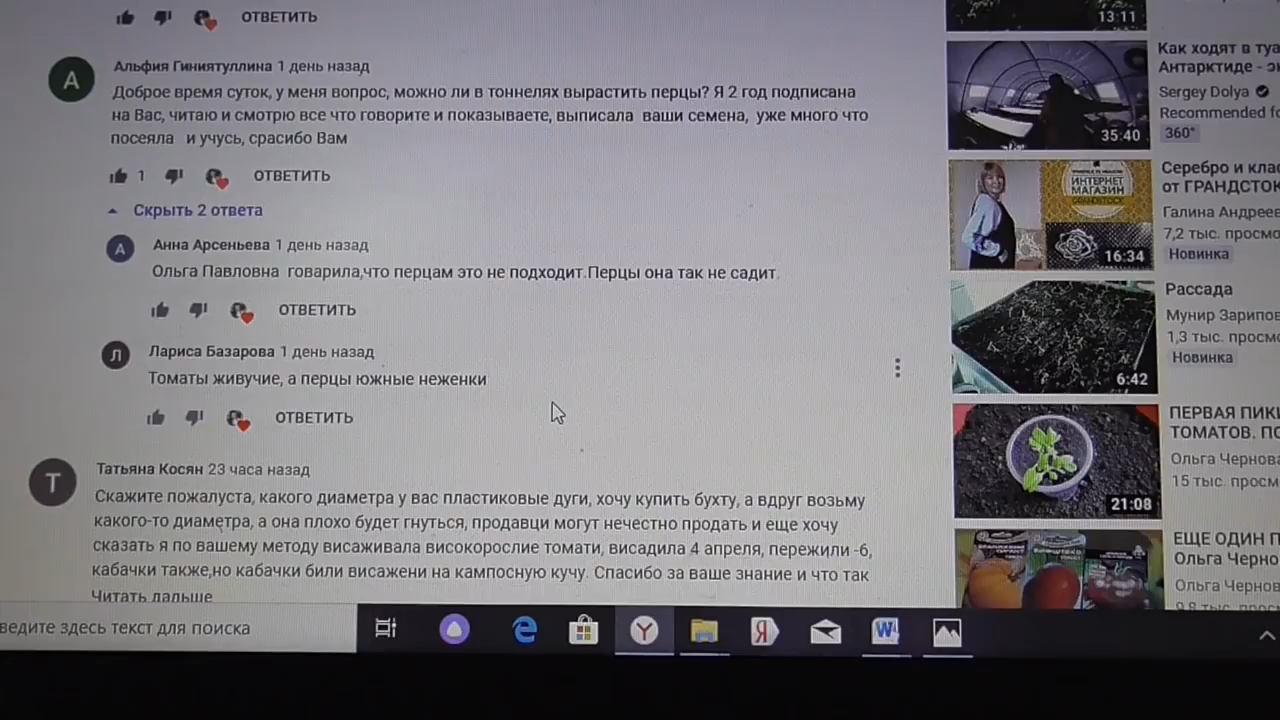 ОТВЕТИТЬ
А
Альфия Гиниятуллина 1 день назад
Доброе время суток, у меня вопрос, можно ли в тоннелях вырастить перцы? Я 2 год подписана
на Вас, читаю и смотрю все что говорите и показываете, выписала ваши семена, уже много что
посеяла и учусь, срасибо Вам
1
ОТВЕТИТЬ
Скрыть 2 ответа
А
Анна Арсеньева 1 день назад
Ольга Павловна говарила,что перцам это не подходит.Перцы она так не садит.
ОТВЕТИТЬ
Л
Лариса Базарова 1 день назад
Томаты живучие, а перцы южные неженки
ОТВЕТИТЬ
Т
Татьяна Косян 23 часа назад
Скажите пожалуста, какого диаметра у вас пластиковые дуги, хочу купить бухту, а вдруг возьму
какого-то диаметра, а она плохо будет гнуться, продавци могут нечестно продать и еще хочу
сказать я по вашему методу висаживала високорослие томати, висадила 4 апреля, пережили -6,
кабачки также,но кабачки били висажени на кампосную кучу. Спасибо за ваше знание и что так
Читать дальше
13:11
Как ходят в туа
Антарктиде - э
Sergey Dolya
Recommended fo
360°
35:40
Серебро и клас
от ГРАНДСТОК
Галина Андреев
7,2 тыс. просмо
Новинка
ИНТЕРНЕТ
МАГАЗИН
GRANDSTOCK
16:34
Рассада
Мунир Зарипов
1,3 тыс. просмо
Новинка
6:42
ПЕРВАЯ ПИКИ
ТОМАТОВ. ПО
Ольга Чернова
15 тыс. просм
21:08
ЕЩЕ ОДИН П
Ольга Черно
Ольга Чернова
9,8 тыс. просм
ведите здесь текст для поиска